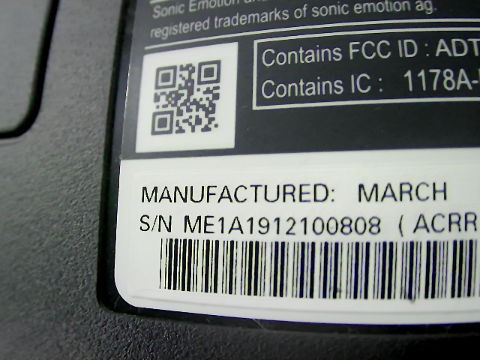 Sonic Emotion and
registered trademarks of sonic emotion ag.
Contains FCC ID : ADT
Contains IC : 1178A-
MANUFACTURED: MARCH
S/N ME1A1912100808 ( ACRR